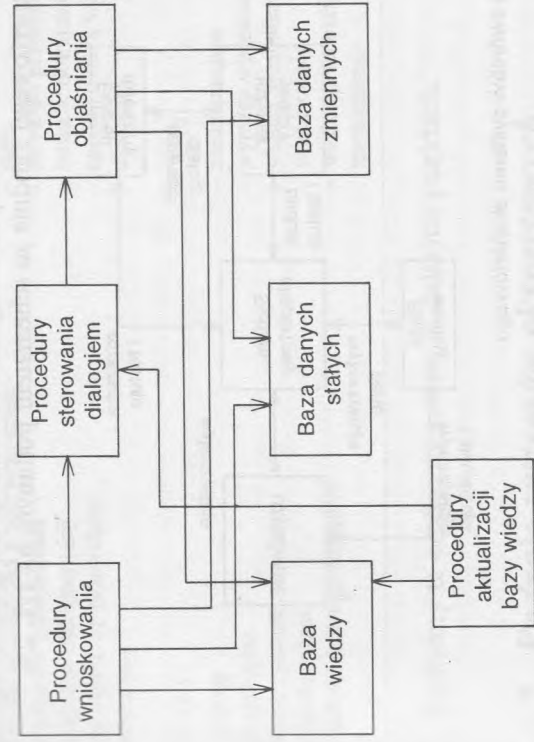 Procedury
wnioskowania
Procedury
sterowania
dialogiem
Procedury
objaśniania
Baza
wiedzy
Baza danych
stałych
Baza danych
zmiennych
Procedury
aktualizacji
bazy wiedzy